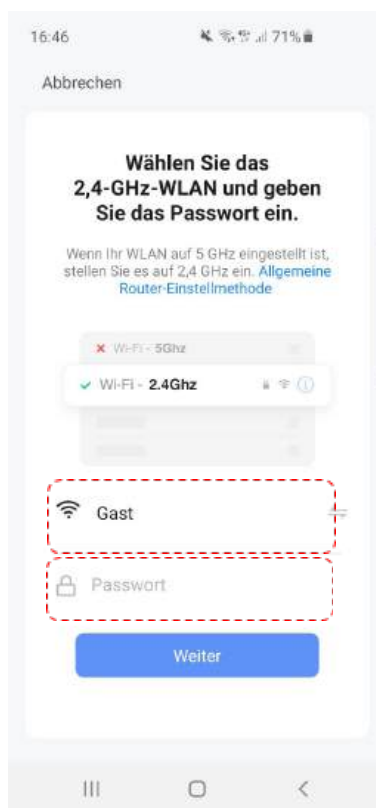 16:46 71%
Abbrechen
Wählen Sie das
2,4-GHz-WLAN und geben
Sie das Passwort ein.
Wenn Ihr WLAN auf 5 GHz eingestellt ist,
stellen Sie es auf 2,4 GHz ein. Allgemeine
Router-Einstellmethode
Wi-Fi - 5Ghz
Wi-Fi - 2.4Ghz
Gast
Passwort
Weiter